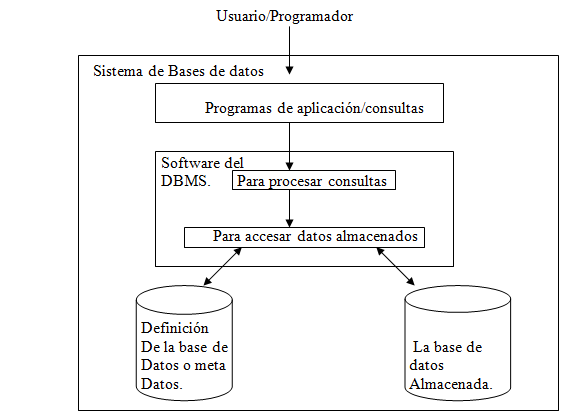 Usuario/Programador
Sistema de Bases de datos
Programas de aplicación/consultas
Software del
DBMS.
Para procesar consultas
Para accesar datos almacenados
Definición
De la base de
Datos o meta
Datos.
La base de
datos
Almacenada.